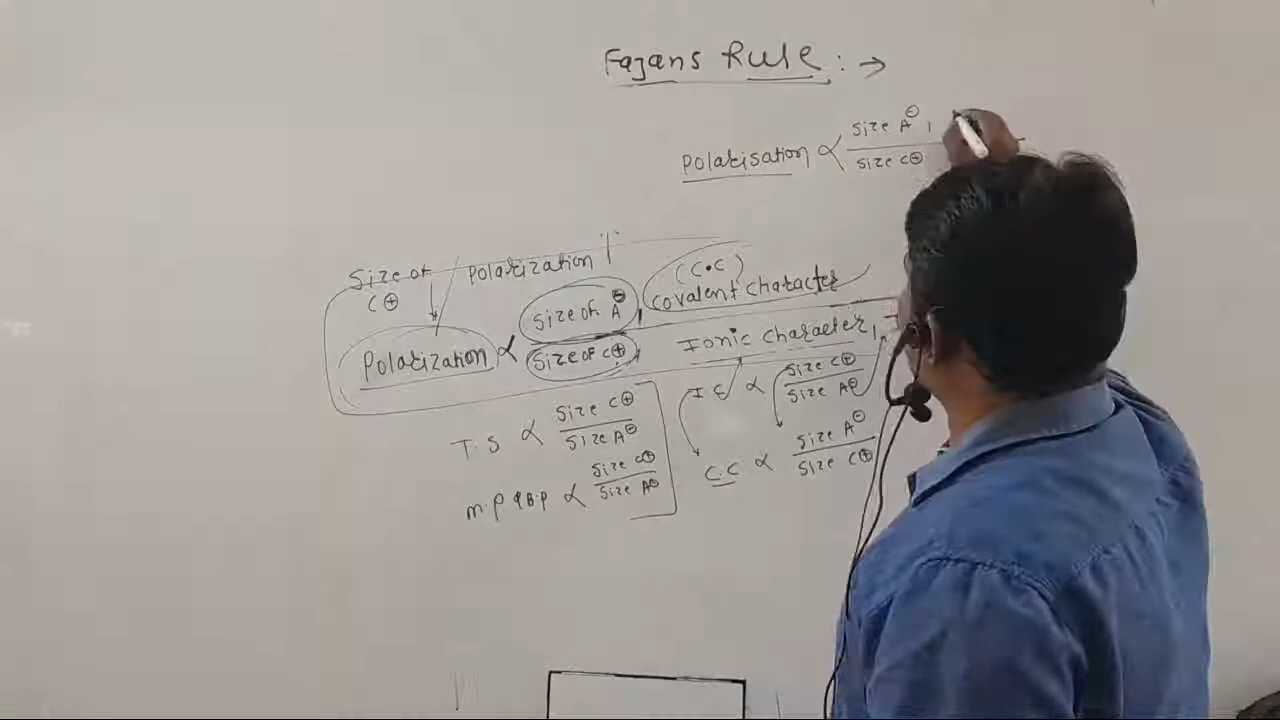 Fajans Rule : →
Polarisation ∝ Size A⊖ / Size C⊕
Size of C⊕
Polarization
Polarization ∝ Size of A⊖ / Size of C⊕
(C•C)
Covalent character
Ionic character,
T.S ∝ Size C⊕ / Size A⊖
m.p & B.p ∝ Size C⊕ / Size A⊖
∝ Size C⊕ / Size A⊖
C.C ∝ Size A⊖ / Size C⊕